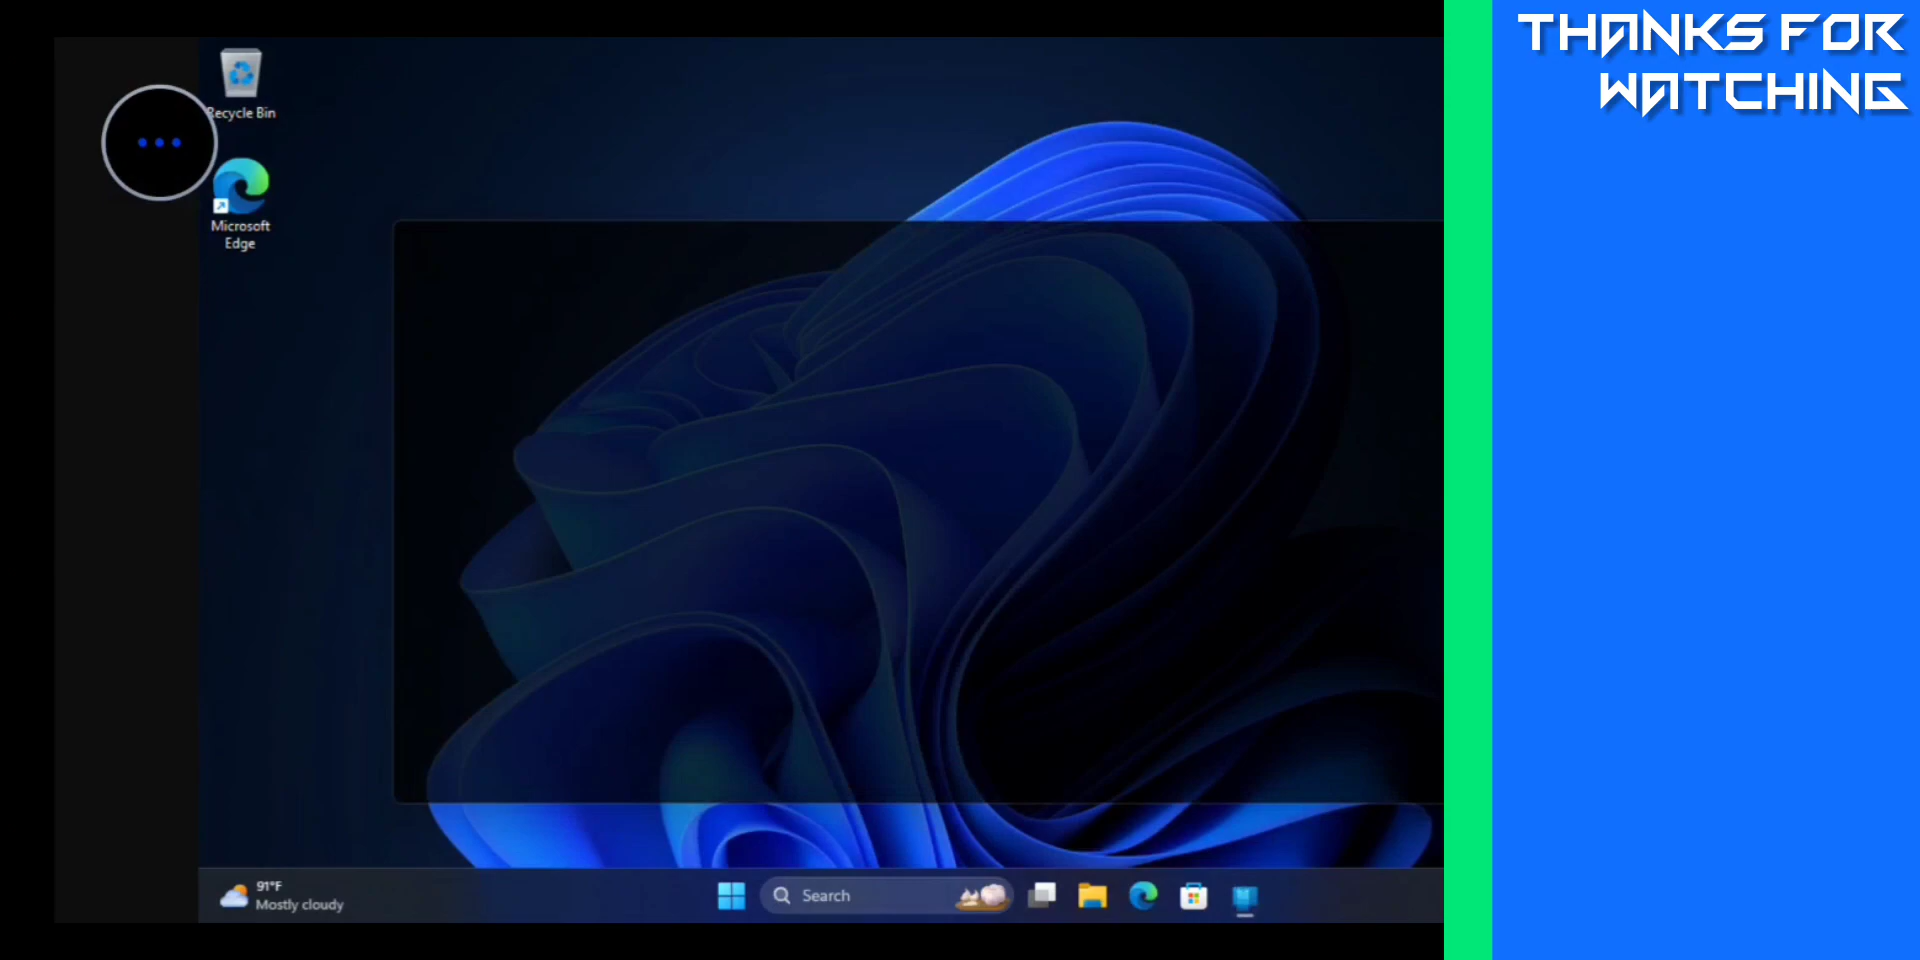 THANKS FOR
WATCHING
Recycle Bin
Microsoft
Edge
91°F
Mostly cloudy
Search